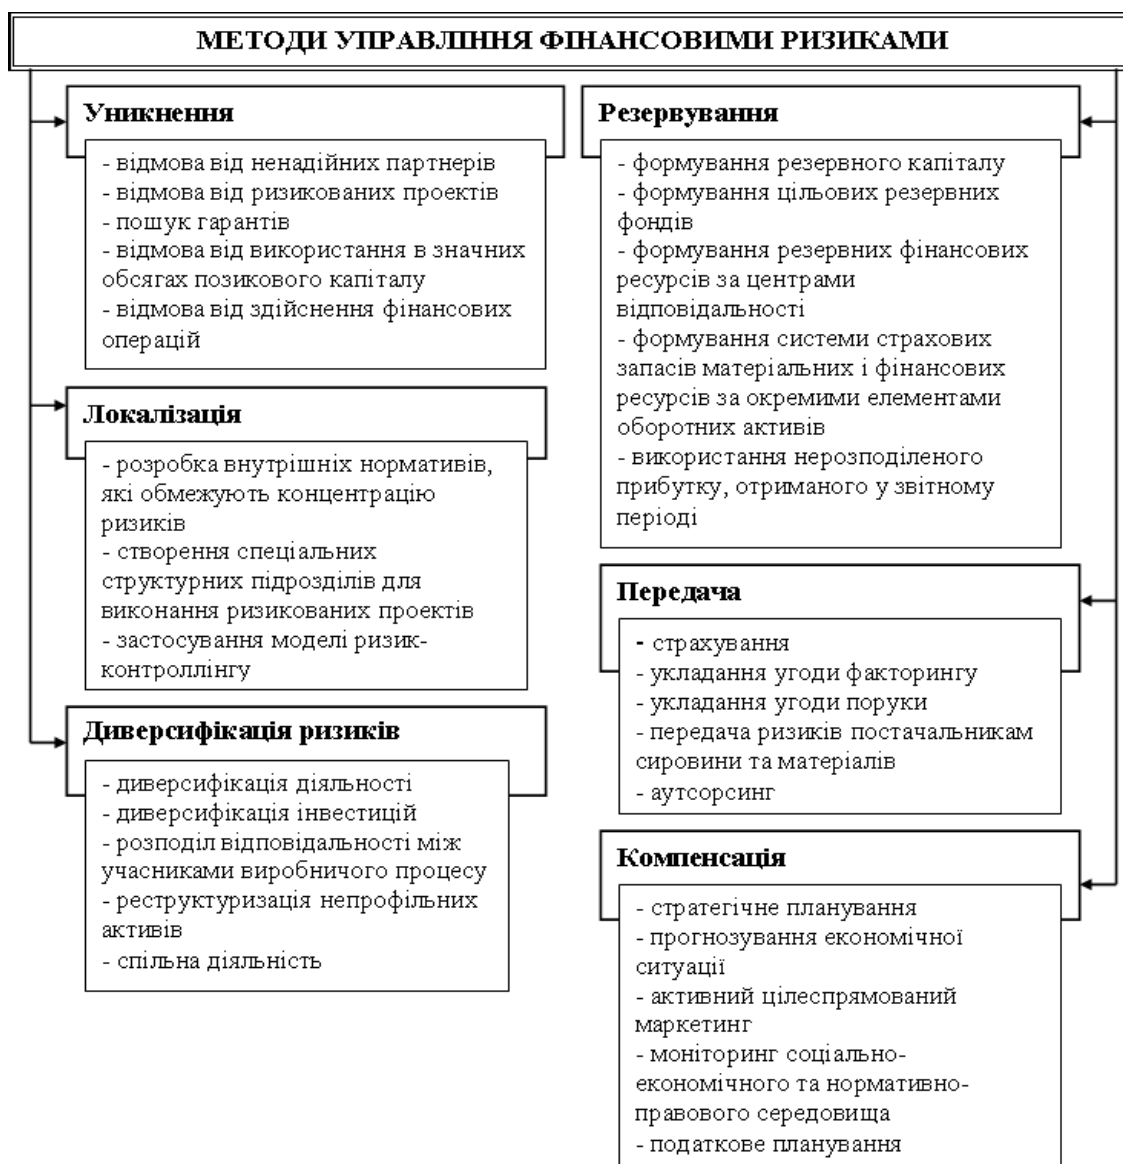 МЕТОДИ УПРАВЛІННЯ ФІНАНСОВИМИ РИЗИКАМИ
Уникнення
- відмова від ненадійних партнерів
- відмова від ризикованих проектів
- пошук гарантів
- відмова від використання в значних
обсягах позикового капіталу
- відмова від здійснення фінансових
операцій
Локалізація
- розробка внутрішніх нормативів,
які обмежують концентрацію
ризиків
- створення спеціальних
структурних підрозділів для
виконання ризикованих проектів
- застосування моделі ризик-
контроллінгу
Диверсифікація ризиків
- диверсифікація діяльності
- диверсифікація інвестицій
- розподіл відповідальності між
учасниками виробничого процесу
- реструктуризація непрофільних
активів
- спільна діяльність
Резервування
- формування резервного капіталу
- формування цільових резервних
фондів
- формування резервних фінансових
ресурсів за центрами
відповідальності
- формування системи страхових
запасів матеріальних і фінансових
ресурсів за окремими елементами
оборотних активів
- використання нерозподіленого
прибутку, отриманого у звітному
періоді
Передача
- страхування
- укладання угоди факторингу
- укладання угоди поруки
- передача ризиків постачальникам
сировини та матеріалів
- аутсорсинг
Компенсація
- стратегічне планування
- прогнозування економічної
ситуації
- активний цілеспрямований
маркетинг
- моніторинг соціально-
економічного та нормативно-
правового середовища
- податкове планування